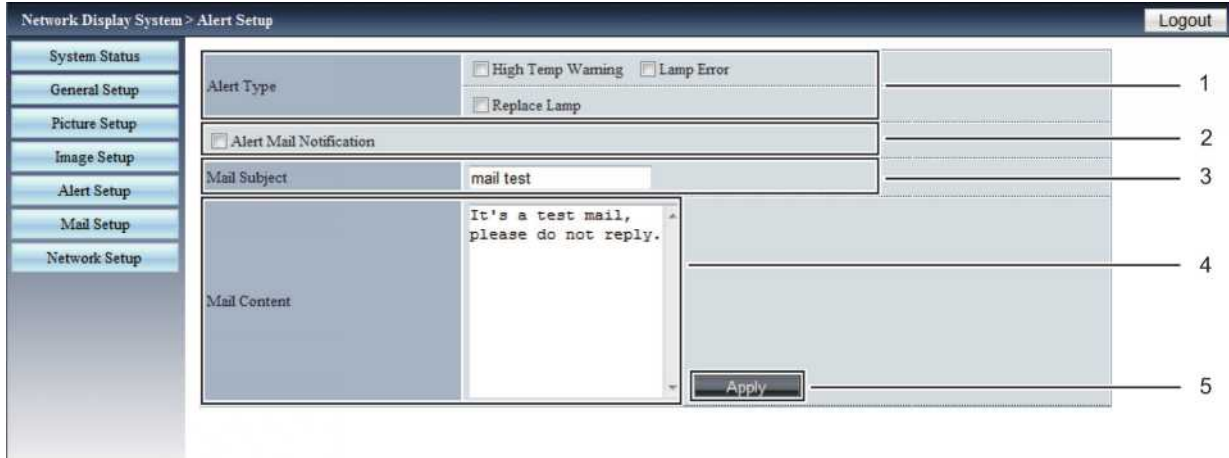 Network Display System > Alert Setup
Logout
System Status
General Setup
Picture Setup
Image Setup
Alert Setup
Mail Setup
Network Setup
Alert Type
High Temp Warning Lamp Error
Replace Lamp
1
Alert Mail Notification
2
Mail Subject mail test
3
Mail Content
It's a test mail,
please do not reply.
4
Apply
5